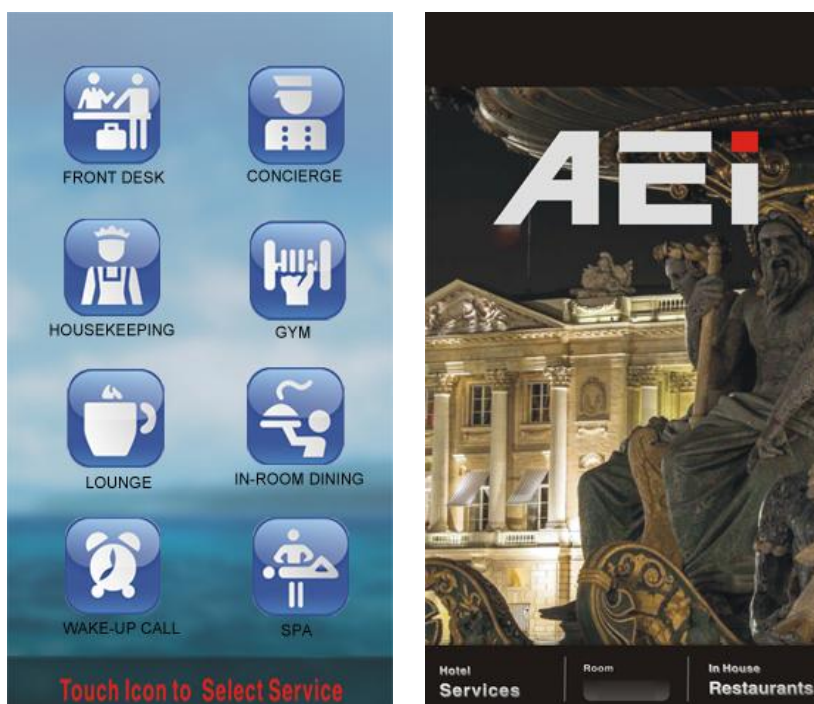 FRONT DESK
CONCIERGE
HOUSEKEEPING
GYM
LOUNGE
IN-ROOM DINING
WAKE-UP CALL
SPA
Touch Icon to Select Service
AEi
Hotel
Services
Room
In House
Restaurants